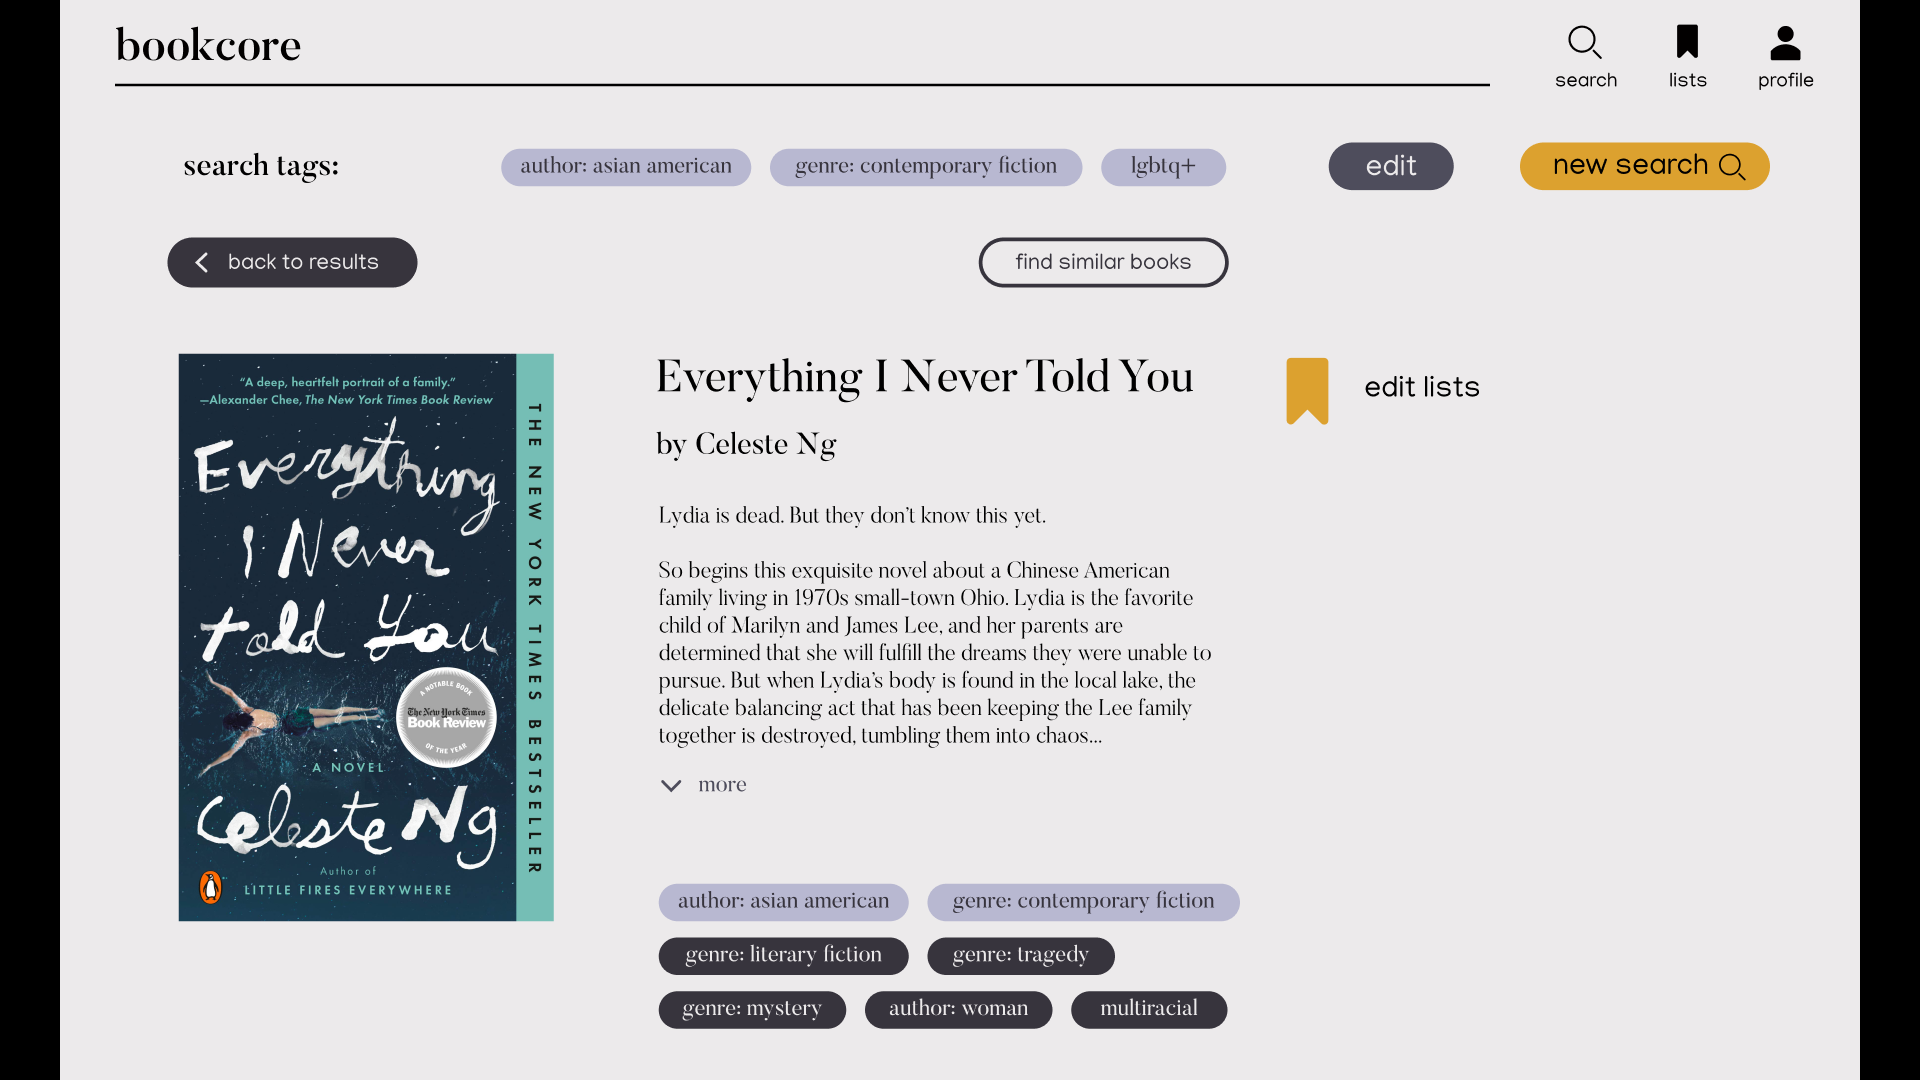 bookcore
search
lists
profile
search tags:
author: asian american
genre: contemporary fiction
lgbtq+
edit
new search
back to results
find similar books
"A deep, heartfelt portrait of a family."
—Alexander Chee, The New York Times Book Review
Everything
I Never
told You
A NOTABLE BOOK
The New York Times
Book Review
OF THE YEAR
A NOVEL
Celeste Ng
Author of
LITTLE FIRES EVERYWHERE
THE NEW YORK TIMES BESTSELLER
Everything I Never Told You
edit lists
by Celeste Ng
Lydia is dead. But they don't know this yet.
So begins this exquisite novel about a Chinese American
family living in 1970s small-town Ohio. Lydia is the favorite
child of Marilyn and James Lee, and her parents are
determined that she will fulfill the dreams they were unable to
pursue. But when Lydia's body is found in the local lake, the
delicate balancing act that has been keeping the Lee family
together is destroyed, tumbling them into chaos...
more
author: asian american
genre: contemporary fiction
genre: literary fiction
genre: tragedy
genre: mystery
author: woman
multiracial